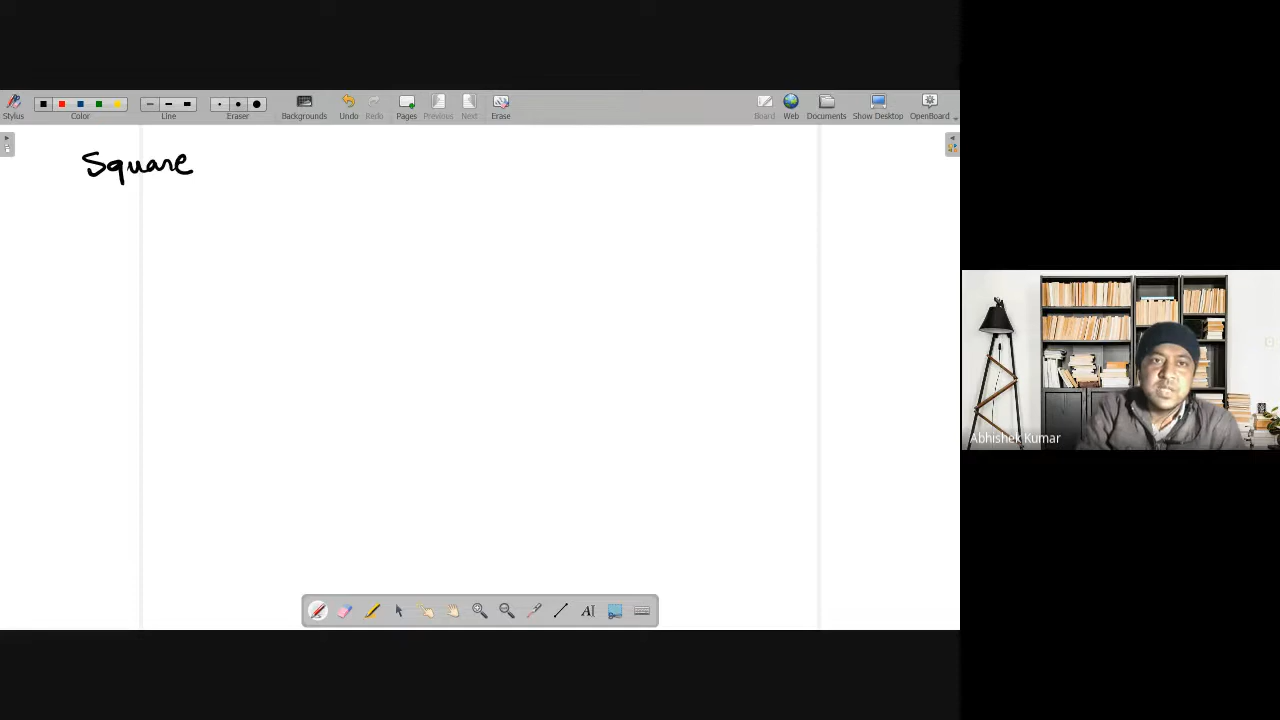 Stylus Color Line Eraser Backgrounds Undo Redo Pages Previous Next Erase Board Web Documents Show Desktop OpenBoard
Square
Abhishek Kumar